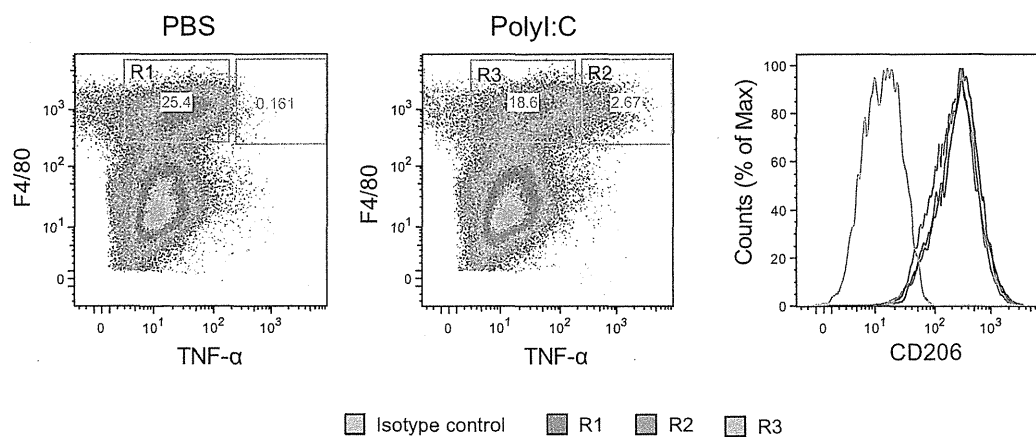 PBS
PolyI:C
R1
25.4
0.161
R3
18.6
R2
2.67
F4/80
10³
10²
10¹
0
0
10¹
10²
10³
TNF-α
F4/80
10³
10²
10¹
0
0
10¹
10²
10³
TNF-α
Counts (% of Max)
100
80
60
40
20
0
0
10¹
10²
10³
CD206
Isotype control
R1
R2
R3